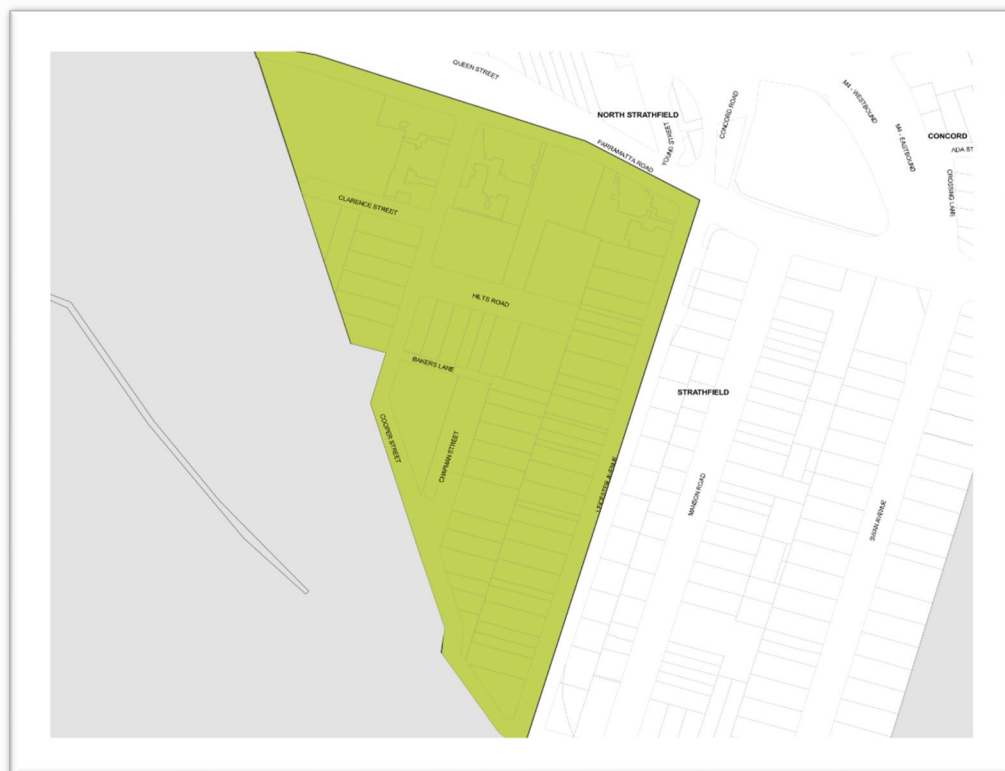 QUEEN STREET
NORTH STRATHFIELD
YOUNG STREET
CONCORD ROAD
M4 - WESTBOUND
M4 - EASTBOUND
CONCORD
ADA ST
CROSSING LANE
PARRAMATTA ROAD
CLARENCE STREET
HILTS ROAD
BAKERS LANE
COOPER STREET
CHAPMAN STREET
STRATHFIELD
LEICESTER AVENUE
MANSON ROAD
SWAN AVENUE